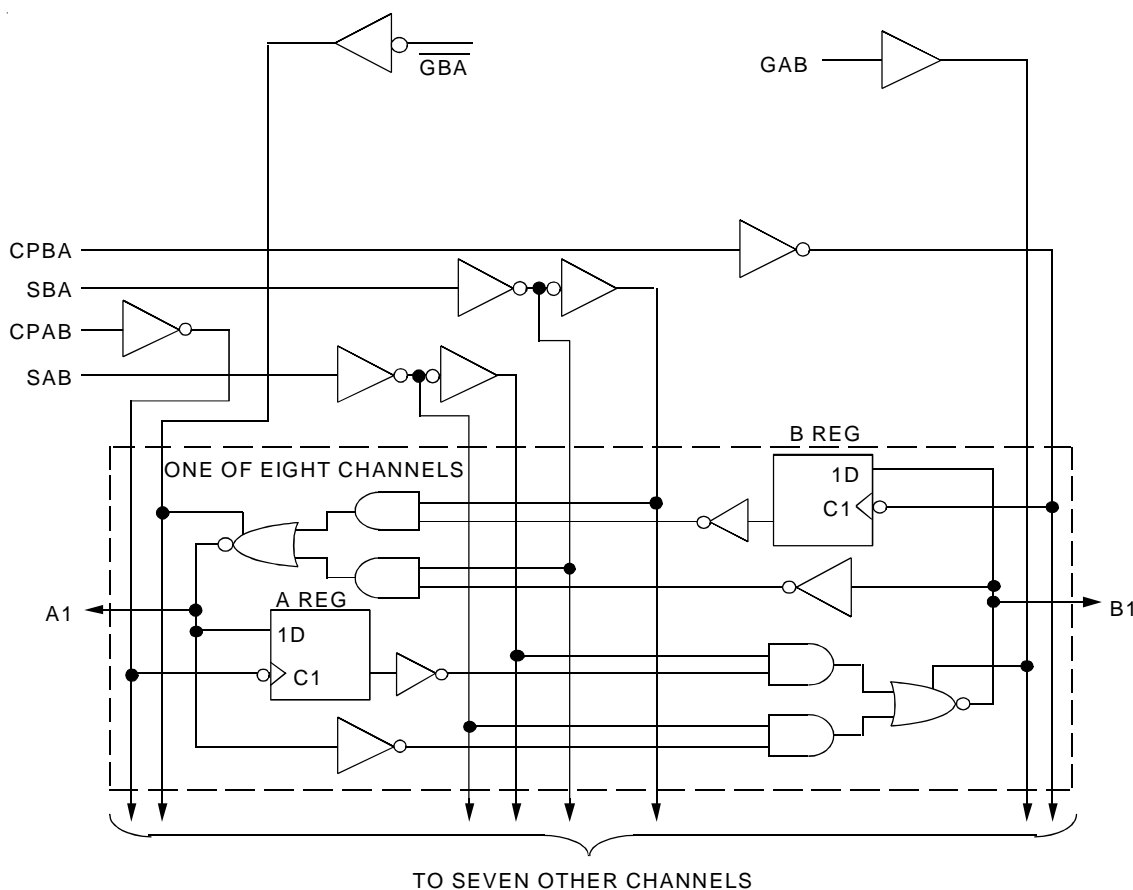 GBA
GAB
CPBA
SBA
CPAB
SAB
B REG
ONE OF EIGHT CHANNELS
1D
C1
A REG
A1
1D
B1
C1
TO SEVEN OTHER CHANNELS